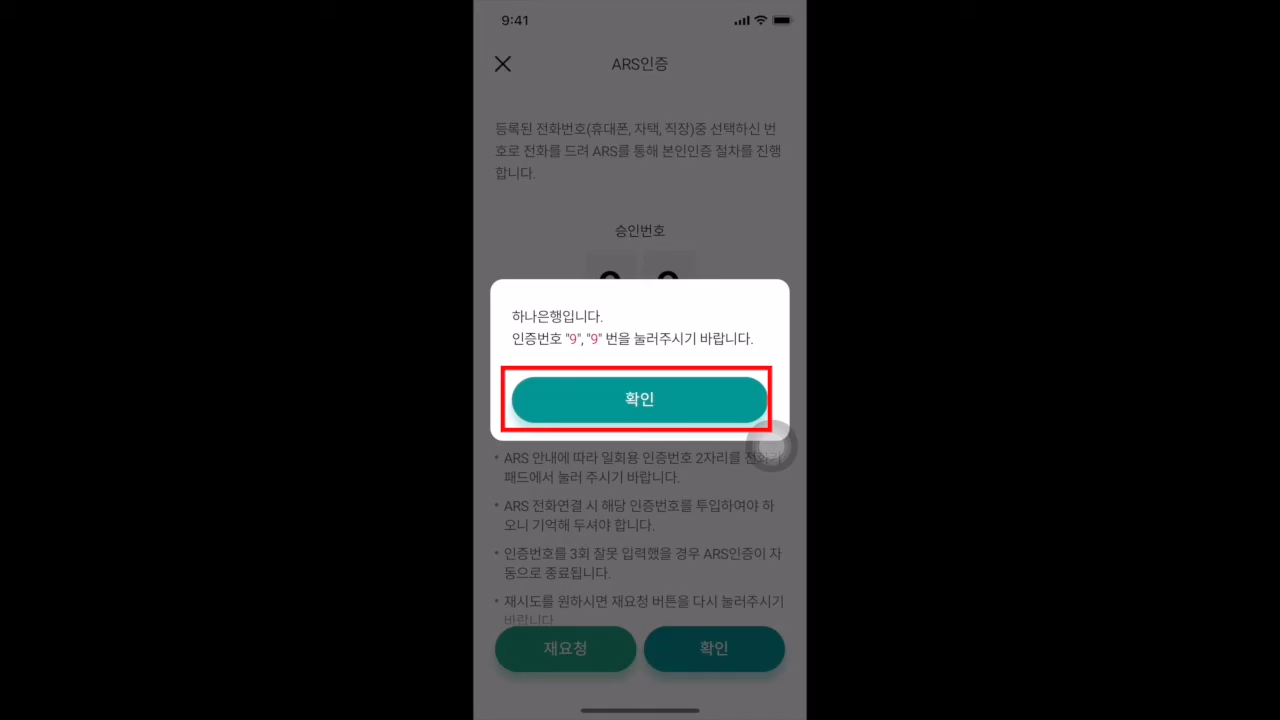 9:41
ARS인증
등록된 전화번호(휴대폰, 자택, 직장)중 선택하신 번
호로 전화를 드려 ARS를 통해 본인인증 절차를 진행
합니다.
승인번호
하나은행입니다.
인증번호 "9", "9" 번을 눌러주시기 바랍니다.
확인
• ARS 안내에 따라 일회용 인증번호 2자리를
패드에서 눌러 주시기 바랍니다.
• ARS 전화연결 시 해당 인증번호를 투입하여야 하
오니 기억해 두셔야 합니다.
• 인증번호를 3회 잘못 입력했을 경우 ARS인증이 자
동으로 종료됩니다.
• 재시도를 원하시면 재요청 버튼을 다시 눌러주시기
바랍니다
재요청
확인